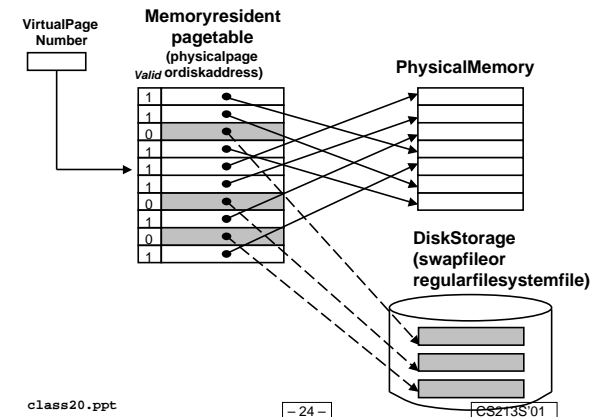 VirtualPage
Number
Memoryresident
pagetable
(physicalpage
Valid ordiskaddress)
1
1
0
1
1
1
0
1
0
1
PhysicalMemory
DiskStorage
(swapfileor
regularfilesystemfile)
class20.ppt
– 24 –
CS213S'01